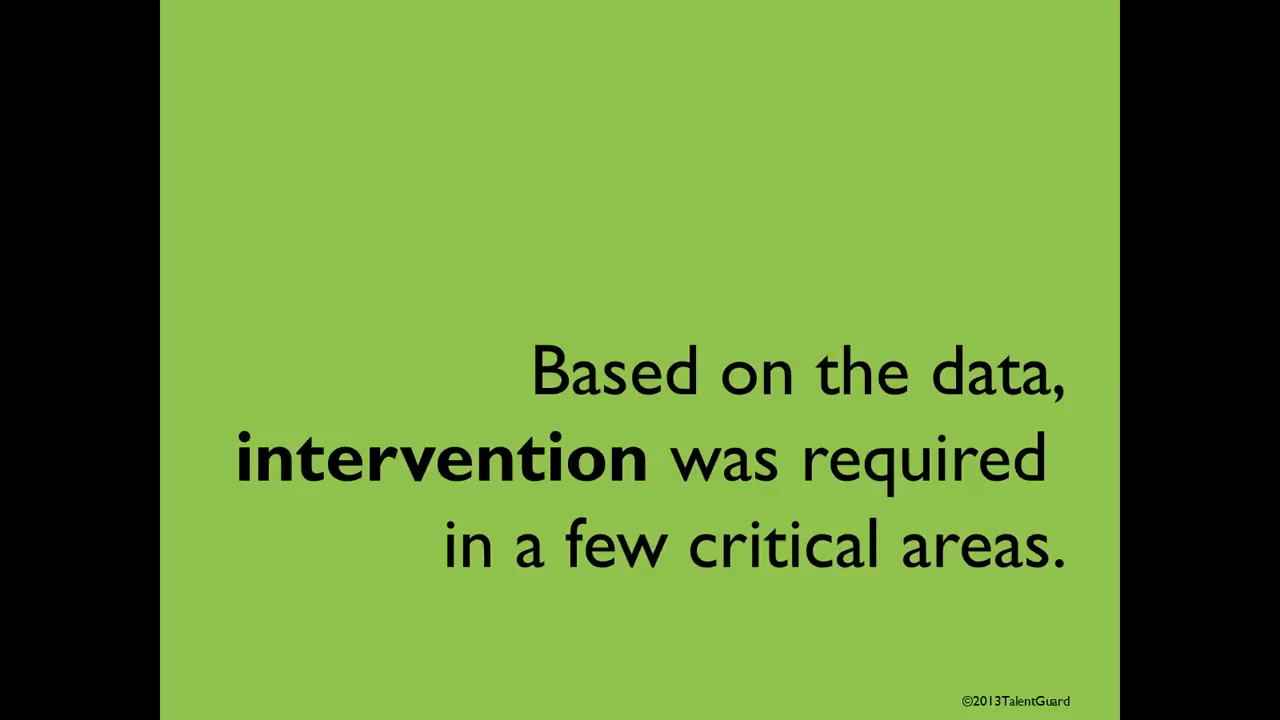 Based on the data,
intervention was required
in a few critical areas.
©2013TalentGuard